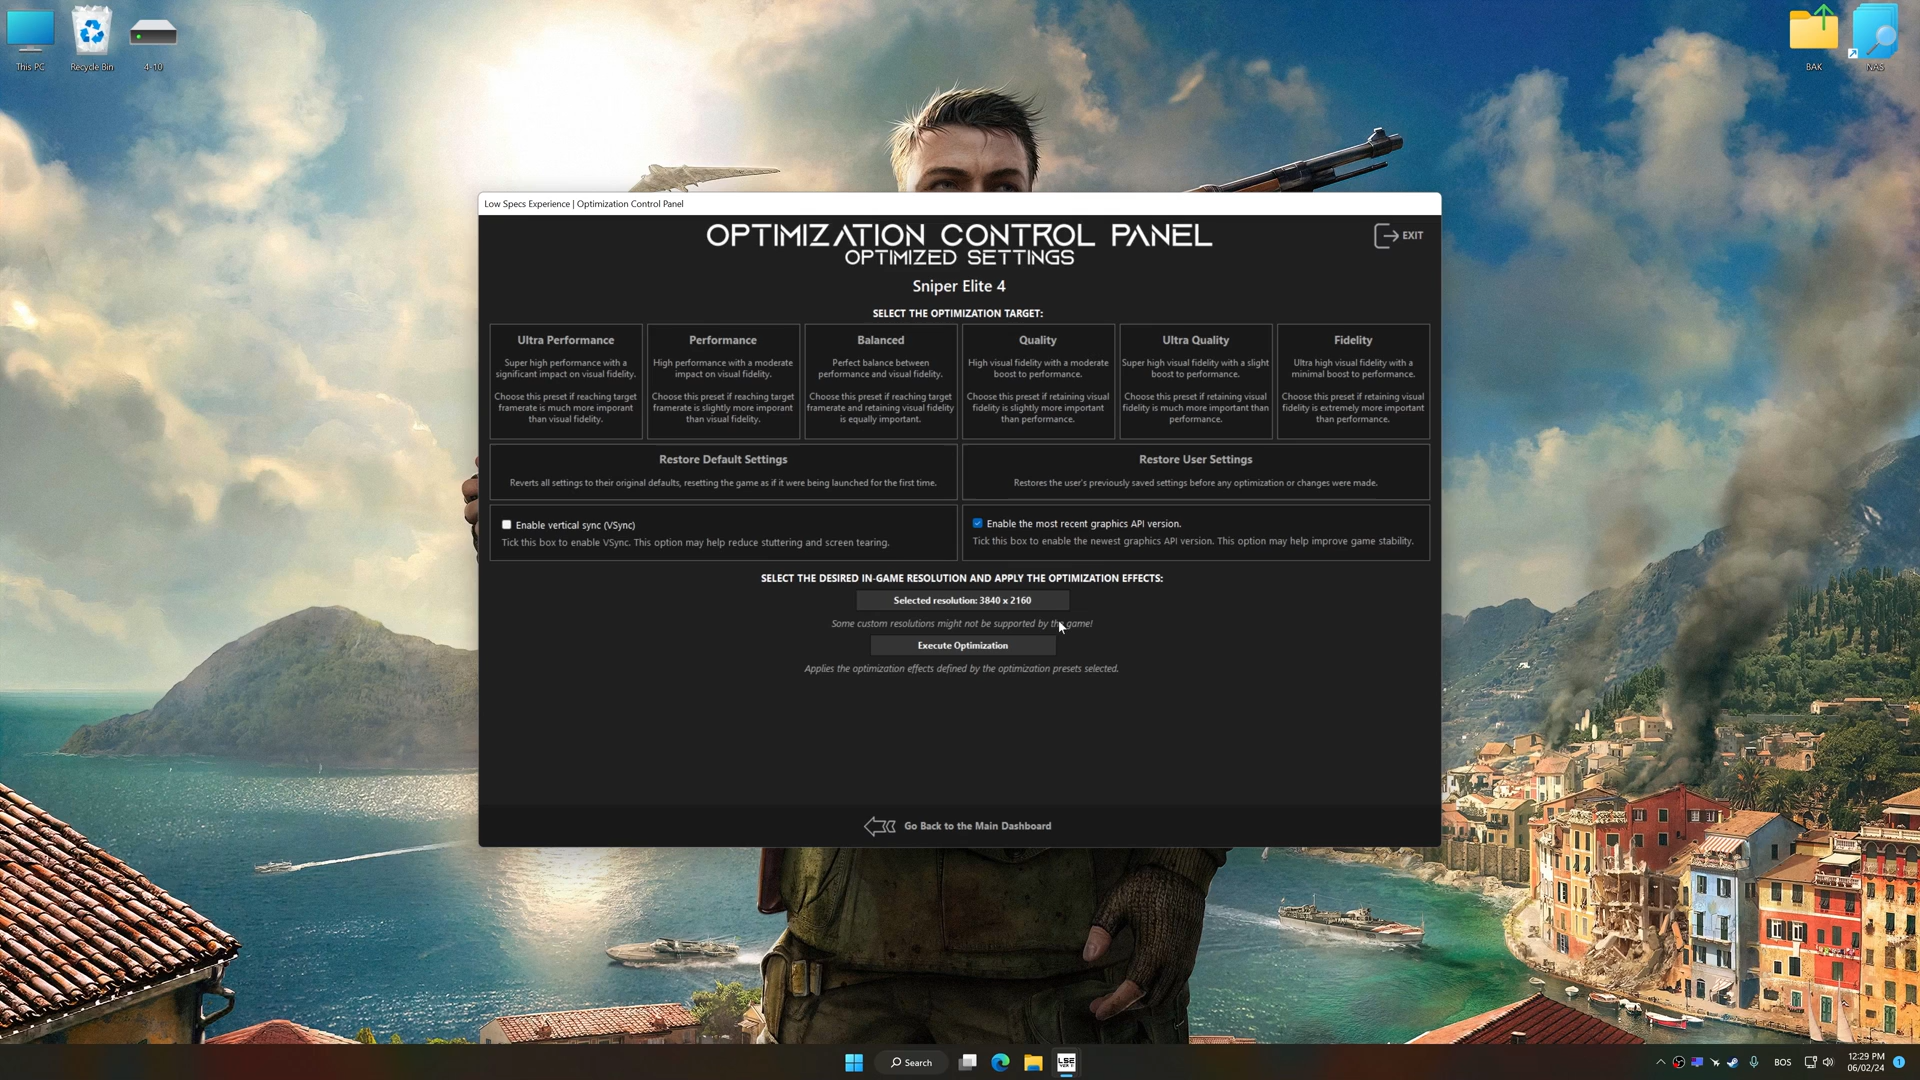 This PC
Recycle Bin
4-10
BAK
NAS
Low Specs Experience | Optimization Control Panel
OPTIMIZATION CONTROL PANEL
EXIT
OPTIMIZED SETTINGS
Sniper Elite 4
SELECT THE OPTIMIZATION TARGET:
Ultra Performance
Super high performance with a
significant impact on visual fidelity.
Choose this preset if reaching target
framerate is much more imporant
than visual fidelity.
Performance
High performance with a moderate
impact on visual fidelity.
Choose this preset if reaching target
framerate is slightly more imporant
than visual fidelity.
Balanced
Perfect balance between
performance and visual fidelity.
Choose this preset if reaching target
framerate and retaining visual fidelity
is equally important.
Quality
High visual fidelity with a moderate
boost to performance.
Choose this preset if retaining visual
fidelity is slightly more important
than performance.
Ultra Quality
Super high visual fidelity with a slight
boost to performance.
Choose this preset if retaining visual
fidelity is much more important than
performance.
Fidelity
Ultra high visual fidelity with a
minimal boost to performance.
Choose this preset if retaining visual
fidelity is extremely more important
than performance.
Restore Default Settings
Reverts all settings to their original defaults, resetting the game as if it were being launched for the first time.
Restore User Settings
Restores the user's previously saved settings before any optimization or changes were made.
Enable vertical sync (VSync)
Tick this box to enable VSync. This option may help reduce stuttering and screen tearing.
Enable the most recent graphics API version.
Tick this box to enable the newest graphics API version. This option may help improve game stability.
SELECT THE DESIRED IN-GAME RESOLUTION AND APPLY THE OPTIMIZATION EFFECTS:
Selected resolution: 3840 x 2160
Some custom resolutions might not be supported by the game!
Execute Optimization
Applies the optimization effects defined by the optimization presets selected.
Go Back to the Main Dashboard
Search
LSE
BOS
12:29 PM
06/02/24
1